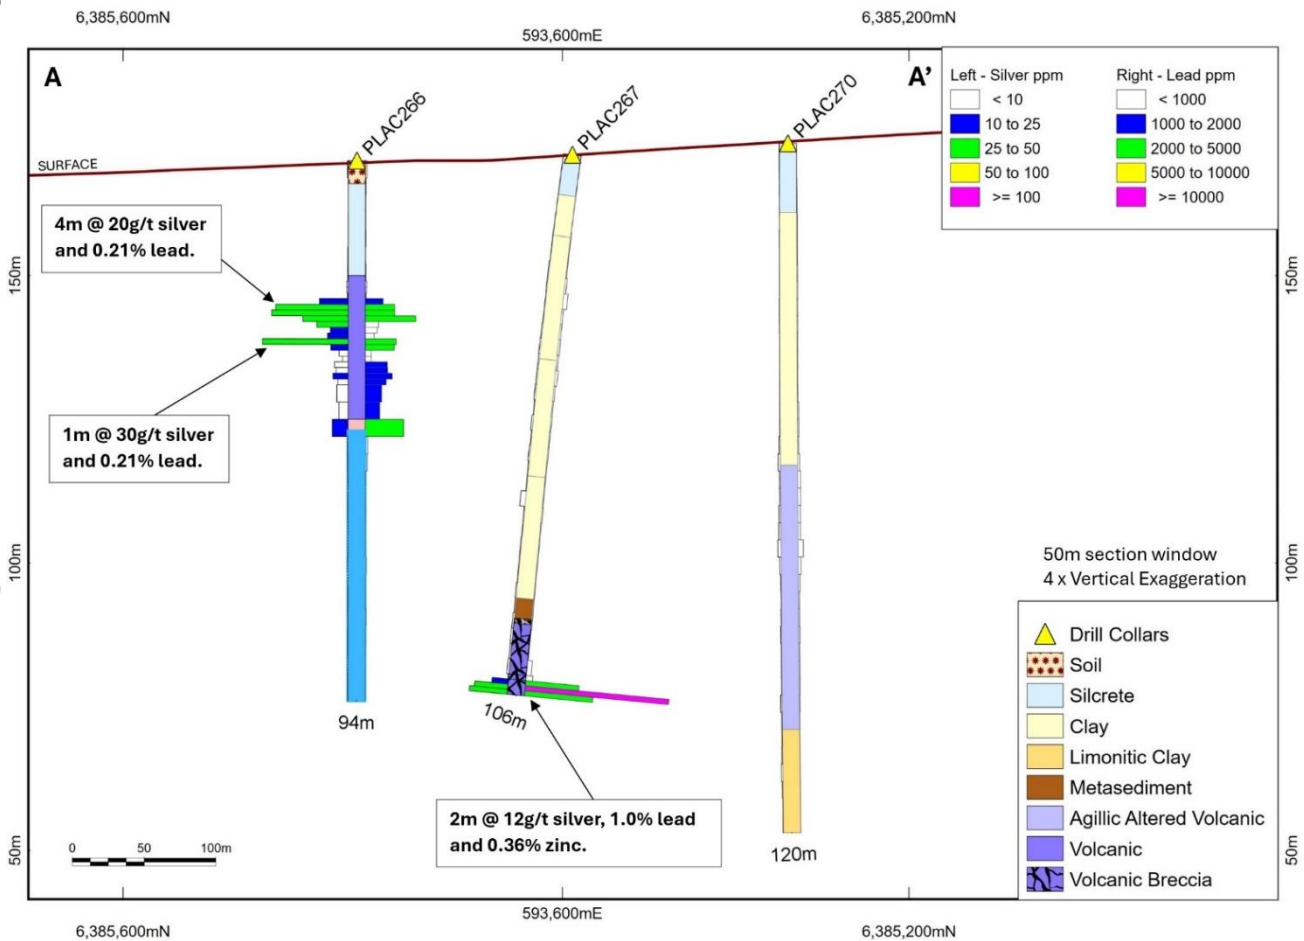 6,385,600mN
6,385,200mN
593,600mE
A
A'
PLAC266
PLAC267
PLAC270
SURFACE
Left - Silver ppm
< 10
10 to 25
25 to 50
50 to 100
>= 100
Right - Lead ppm
< 1000
1000 to 2000
2000 to 5000
5000 to 10000
>= 10000
4m @ 20g/t silver
and 0.21% lead.
150m
150m
1m @ 30g/t silver
and 0.21% lead.
100m
100m
50m section window
4 x Vertical Exaggeration
94m
106m
120m
2m @ 12g/t silver, 1.0% lead
and 0.36% zinc.
Drill Collars
Soil
Silcrete
Clay
Limonitic Clay
Metasediment
Agillic Altered Volcanic
Volcanic
Volcanic Breccia
50m
50m
0 50 100m
593,600mE
6,385,600mN
6,385,200mN